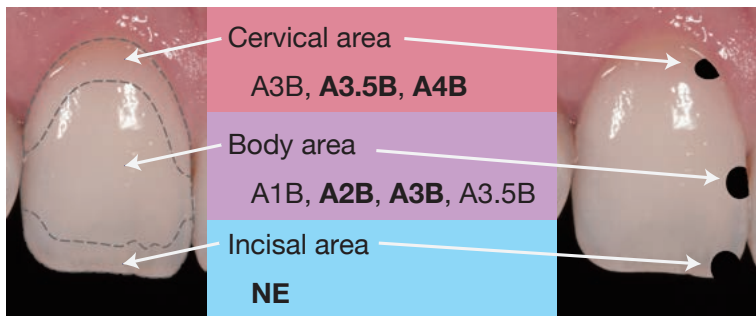 Cervical area
A3B, A3.5B, A4B
Body area
A1B, A2B, A3B, A3.5B
Incisal area
NE